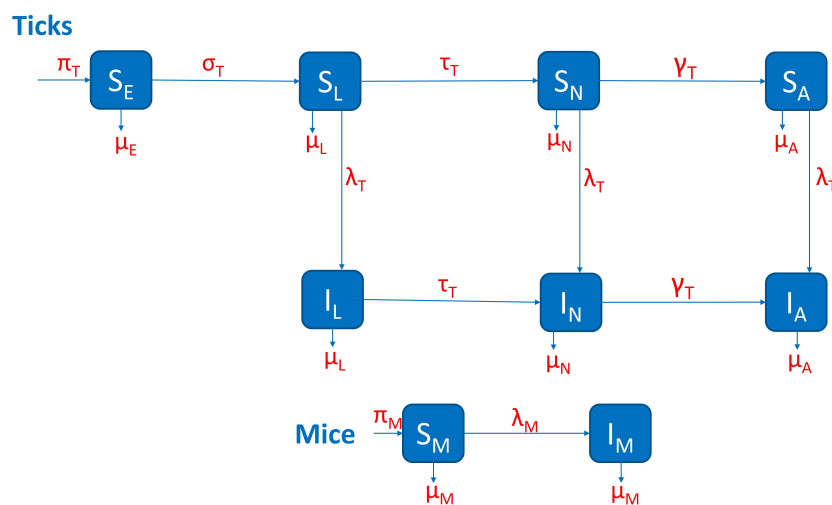 Ticks
π_T S_E σ_T S_L τ_T S_N γ_T S_A
μ_E μ_L μ_N μ_A
λ_T λ_T λ_T
I_L τ_T I_N γ_T I_A
μ_L μ_N μ_A
Mice π_M S_M λ_M I_M
μ_M μ_M